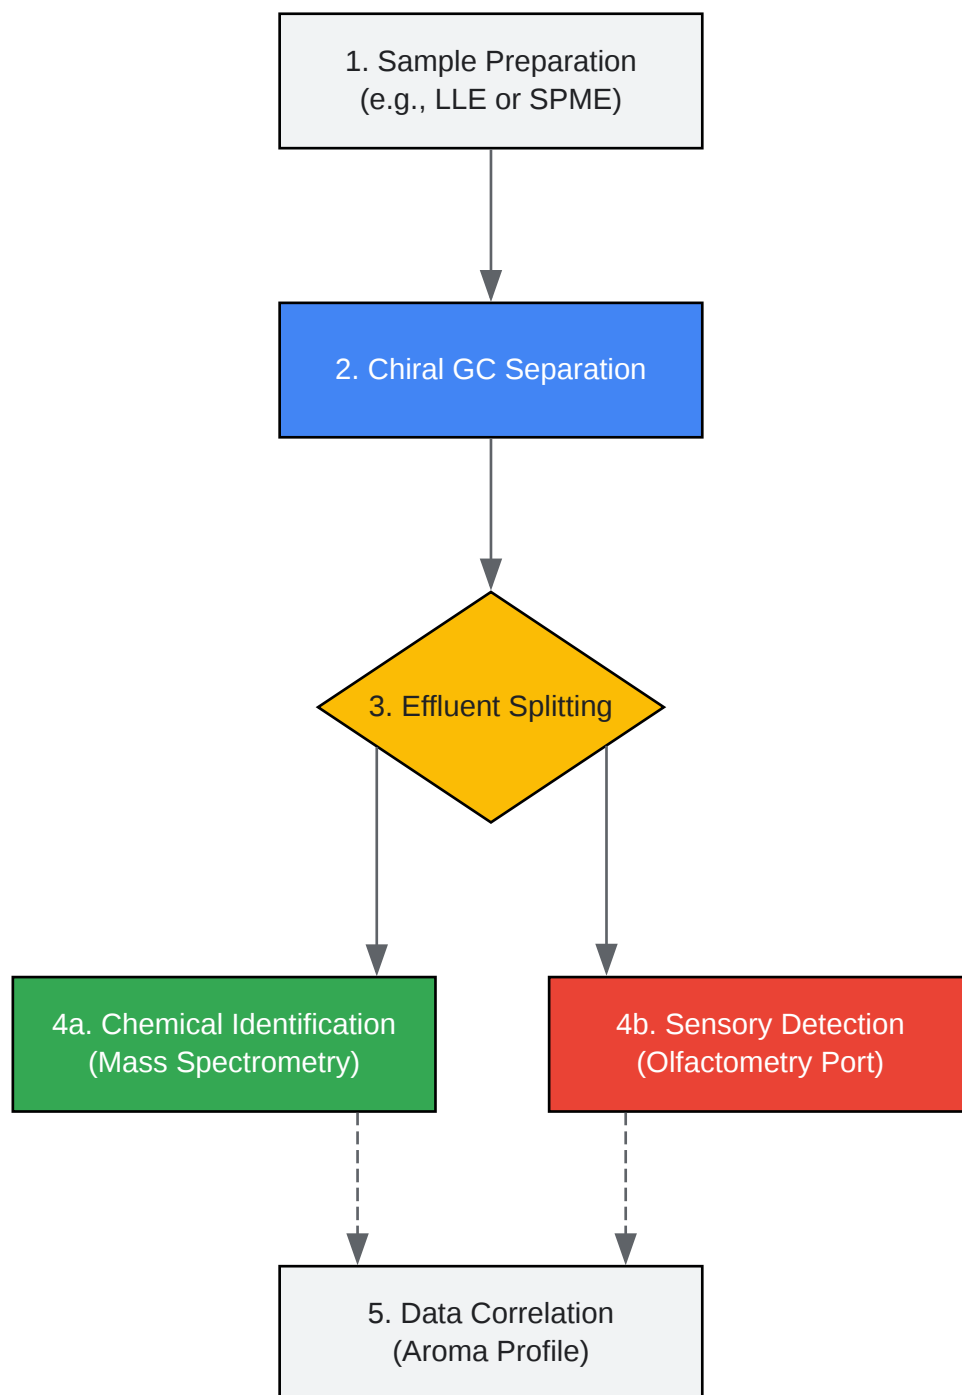 1. Sample Preparation
(e.g., LLE or SPME)
2. Chiral GC Separation
3. Effluent Splitting
4a. Chemical Identification
(Mass Spectrometry)
4b. Sensory Detection
(Olfactometry Port)
5. Data Correlation
(Aroma Profile)